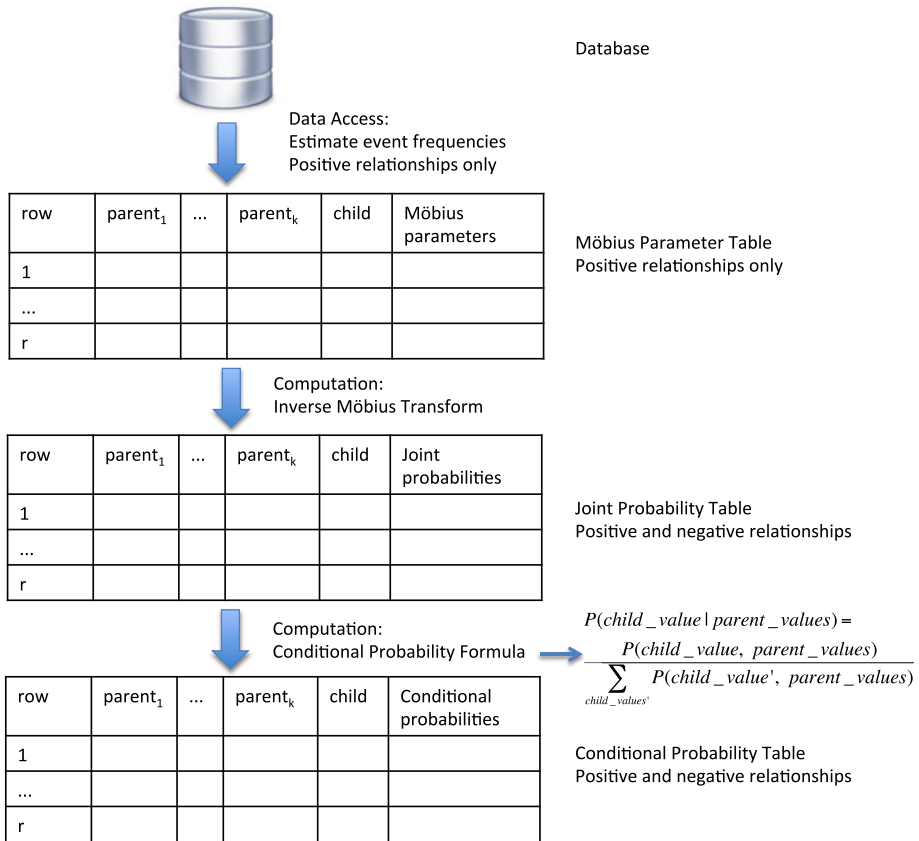 Database
Data Access:
Estimate event frequencies
Positive relationships only
row parent1 ... parentk child Möbius parameters
1
...
r
Möbius Parameter Table
Positive relationships only
Computation:
Inverse Möbius Transform
row parent1 ... parentk child Joint probabilities
1
...
r
Joint Probability Table
Positive and negative relationships
Computation:
Conditional Probability Formula
P(child_value | parent_values) =
P(child_value, parent_values)
∑ P(child_value', parent_values)
child_values'
row parent1 ... parentk child Conditional probabilities
1
...
r
Conditional Probability Table
Positive and negative relationships